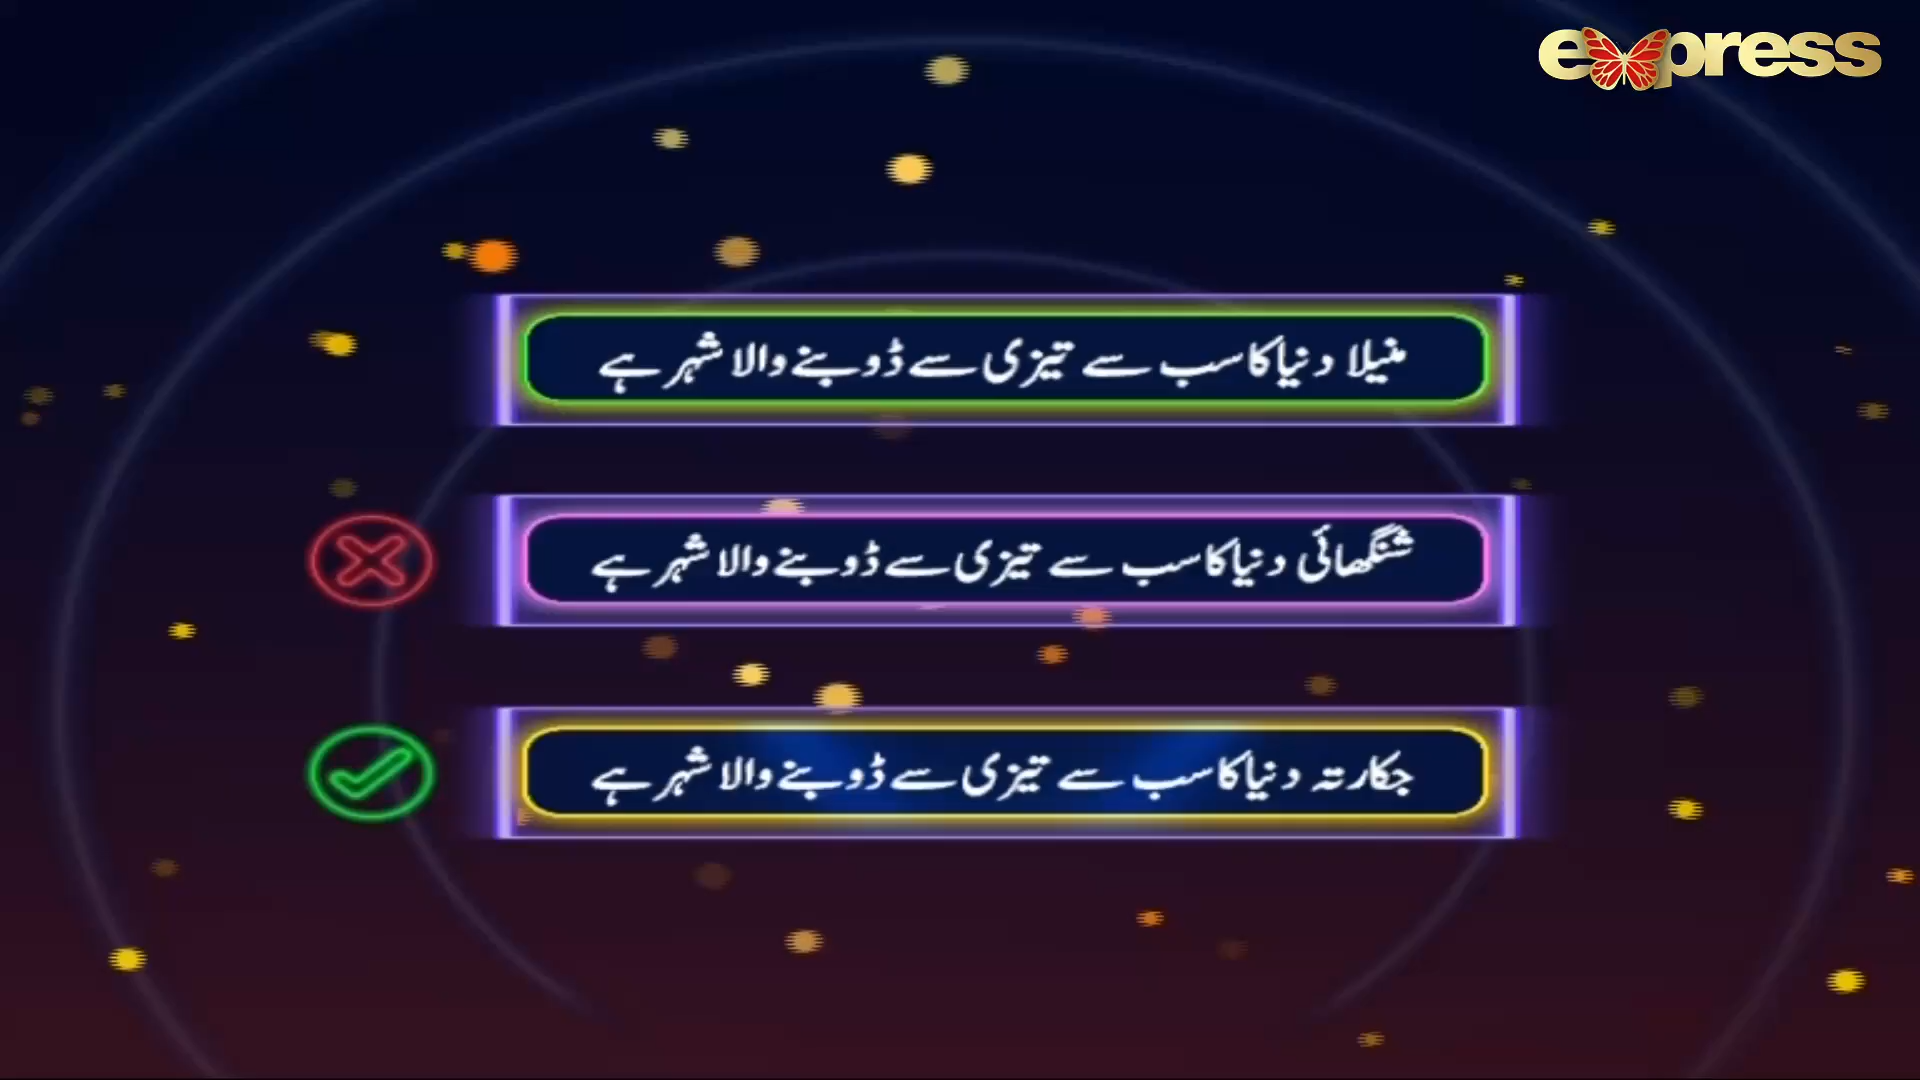 express
منیلا دنیا کا سب سے تیزی سے ڈوبنے والا شہر ہے
شنگھائی دنیا کا سب سے تیزی سے ڈوبنے والا شہر ہے
جکارتہ دنیا کا سب سے تیزی سے ڈوبنے والا شہر ہے